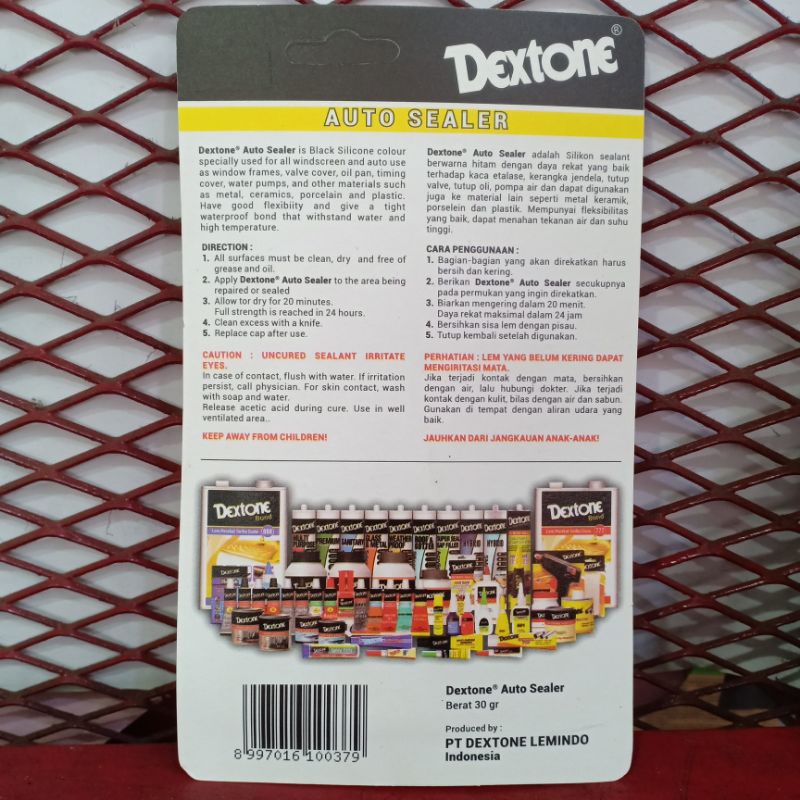 Dextone®
AUTO SEALER
Dextone® Auto Sealer is Black Silicone colour
specially used for all windscreen and auto use
as window frames, valve cover, oil pan, timing
cover, water pumps, and other materials such
as metal, ceramics, porcelain and plastic.
Have good flexibiity and give a tight
waterproof bond that withstand water and
high temperature.
DIRECTION :
1. All surfaces must be clean, dry and free of
grease and oil.
2. Apply Dextone® Auto Sealer to the area being
repaired or sealed
3. Allow tor dry for 20 minutes.
Full strength is reached in 24 hours.
4. Clean excess with a knife.
5. Replace cap after use.
CAUTION : UNCURED SEALANT IRRITATE
EYES.
In case of contact, flush with water. If irritation
persist, call physician. For skin contact, wash
with soap and water.
Release acetic acid during cure. Use in well
ventilated area..
KEEP AWAY FROM CHILDREN!
Dextone® Auto Sealer adalah Silikon sealant
berwarna hitam dengan daya rekat yang baik
terhadap kaca etalase, kerangka jendela, tutup
valve, tutup oli, pompa air dan dapat digunakan
juga ke material lain seperti metal keramik,
porselein dan plastik. Mempunyai fleksibilitas
yang baik, dapat menahan tekanan air dan suhu
tinggi.
CARA PENGGUNAAN :
1. Bagian-bagian yang akan direkatkan harus
bersih dan kering.
2. Berikan Dextone® Auto Sealer secukupnya
pada permukan yang ingin direkatkan.
3. Biarkan mengering dalam 20 menit.
Daya rekat maksimal dalam 24 jam
4. Bersihkan sisa lem dengan pisau.
5. Tutup kembali setelah digunakan.
PERHATIAN : LEM YANG BELUM KERING DAPAT
MENGIRITASI MATA.
Jika terjadi kontak dengan mata, bersihkan
dengan air, lalu hubungi dokter. Jika terjadi
kontak dengan kulit, bilas dengan air dan sabun.
Gunakan di tempat dengan aliran udara yang
baik.
JAUHKAN DARI JANGKAUAN ANAK-ANAK!
Dextone
Bond
Dextone
Bond
8 997016 100379
Dextone® Auto Sealer
Berat 30 gr
Produced by :
PT DEXTONE LEMINDO
Indonesia